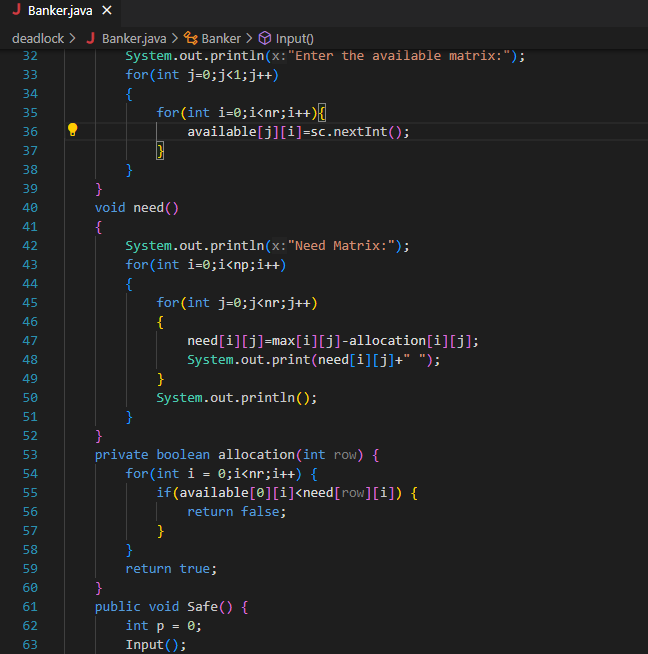 Banker.java
deadlock > Banker.java > Banker > Input()
32 System.out.println(x:"Enter the available matrix:");
33 for(int j=0;j<1;j++)
34 {
35 for(int i=0;i<nr;i++){
36 available[j][i]=sc.nextInt();
37 }
38 }
39 }
40 void need()
41 {
42 System.out.println(x:"Need Matrix:");
43 for(int i=0;i<np;i++)
44 {
45 for(int j=0;j<nr;j++)
46 {
47 need[i][j]=max[i][j]-allocation[i][j];
48 System.out.print(need[i][j]+" ");
49 }
50 System.out.println();
51 }
52 }
53 private boolean allocation(int row) {
54 for(int i = 0;i<nr;i++) {
55 if(available[0][i]<need[row][i]) {
56 return false;
57 }
58 }
59 return true;
60 }
61 public void Safe() {
62 int p = 0;
63 Input();